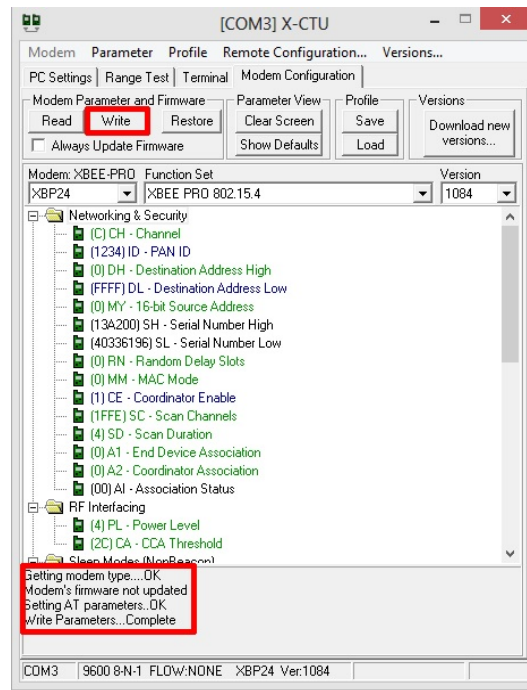 [COM3] X-CTU
Modem Parameter Profile Remote Configuration... Versions...
PC Settings Range Test Terminal Modem Configuration
Modem Parameter and Firmware Parameter View Profile Versions
Read Write Restore Clear Screen Save Download new versions...
Always Update Firmware Show Defaults Load
Modem: XBEE-PRO Function Set Version
XBP24 XBEE PRO 802.15.4 1084
Networking & Security
(C) CH - Channel
(1234) ID - PAN ID
(0) DH - Destination Address High
(FFFF) DL - Destination Address Low
(0) MY - 16-bit Source Address
(13A200) SH - Serial Number High
(40336196) SL - Serial Number Low
(0) RN - Random Delay Slots
(0) MM - MAC Mode
(1) CE - Coordinator Enable
(1FFE) SC - Scan Channels
(4) SD - Scan Duration
(0) A1 - End Device Association
(0) A2 - Coordinator Association
(00) AI - Association Status
RF Interfacing
(4) PL - Power Level
(2C) CA - CCA Threshold
Sleep Modes (NonBeacon)
Getting modem type....OK
Modem's firmware not updated
Setting AT parameters..OK
Write Parameters...Complete
COM3 9600 8-N-1 FLOW:NONE XBP24 Ver:1084